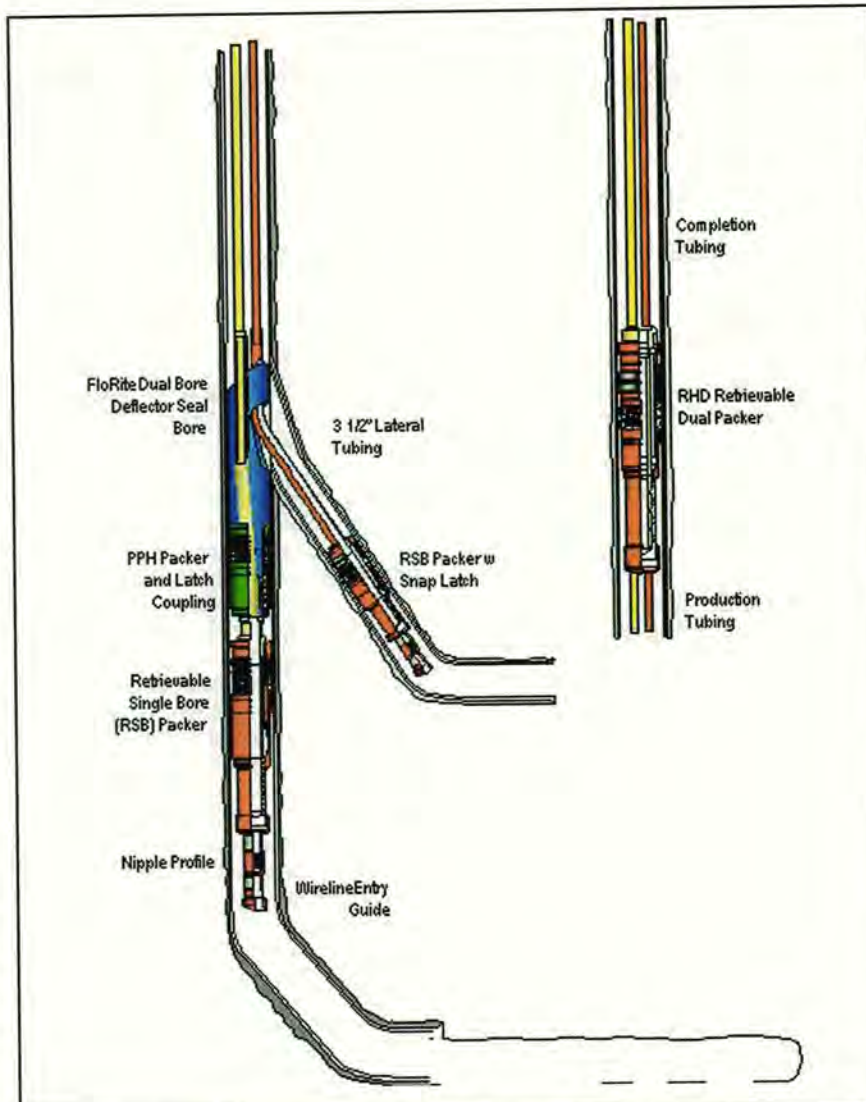 Completion
Tubing
FloRite Dual Bore
Deflector Seal
Bore
3 1/2" Lateral
Tubing
RHD Retrievable
Dual Packer
PPH Packer
and Latch
Coupling
RSB Packer w
Snap Latch
Production
Tubing
Retrievable
Single Bore
(RSB) Packer
Nipple Profile
WirelineEntry
Guide